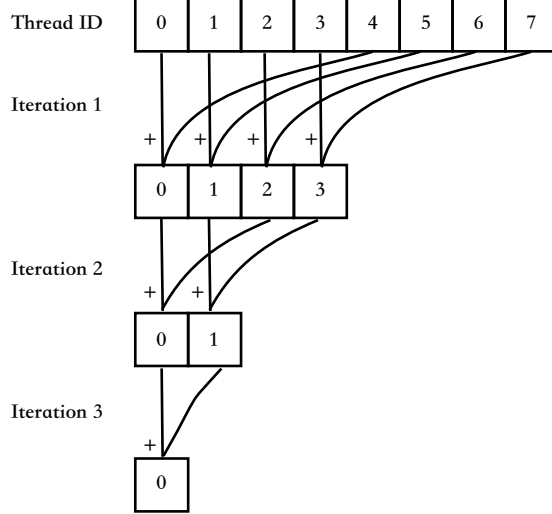 Thread ID 0 1 2 3 4 5 6 7
Iteration 1
+ + + +
0 1 2 3
Iteration 2
+ +
0 1
Iteration 3
+
0